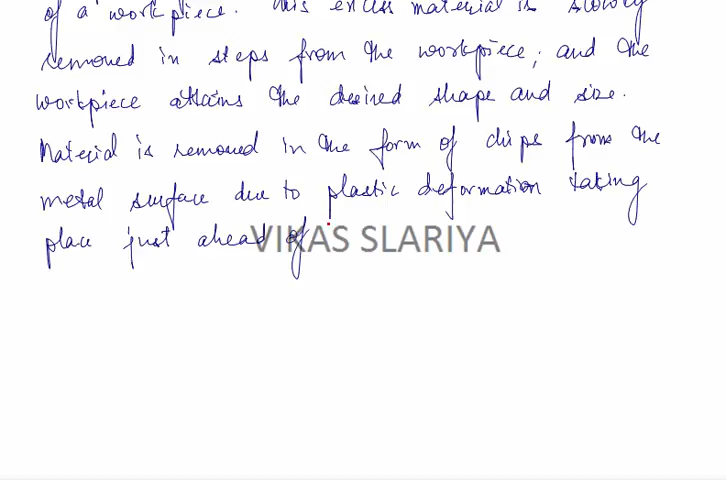 of a workpiece. This excess material is slowly
removed in steps from the workpiece, and the
workpiece attains the desired shape and size.
Material is removed in the form of chips from the
metal surface due to plastic deformation taking
place just ahead of
VIKAS SLARIYA